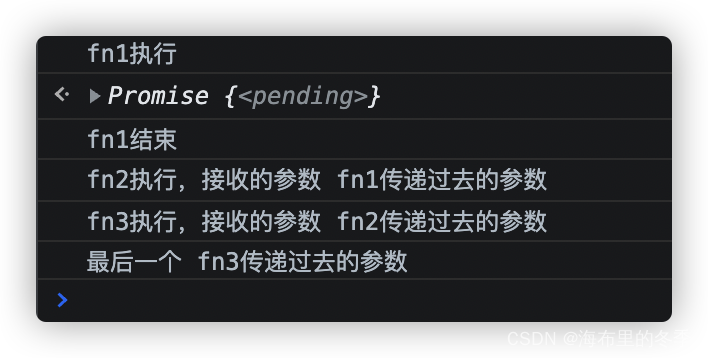 fn1执行
Promise {<pending>}
fn1结束
fn2执行，接收的参数 fn1传递过去的参数
fn3执行，接收的参数 fn2传递过去的参数
最后一个 fn3传递过去的参数
CSDN @海布里的冬